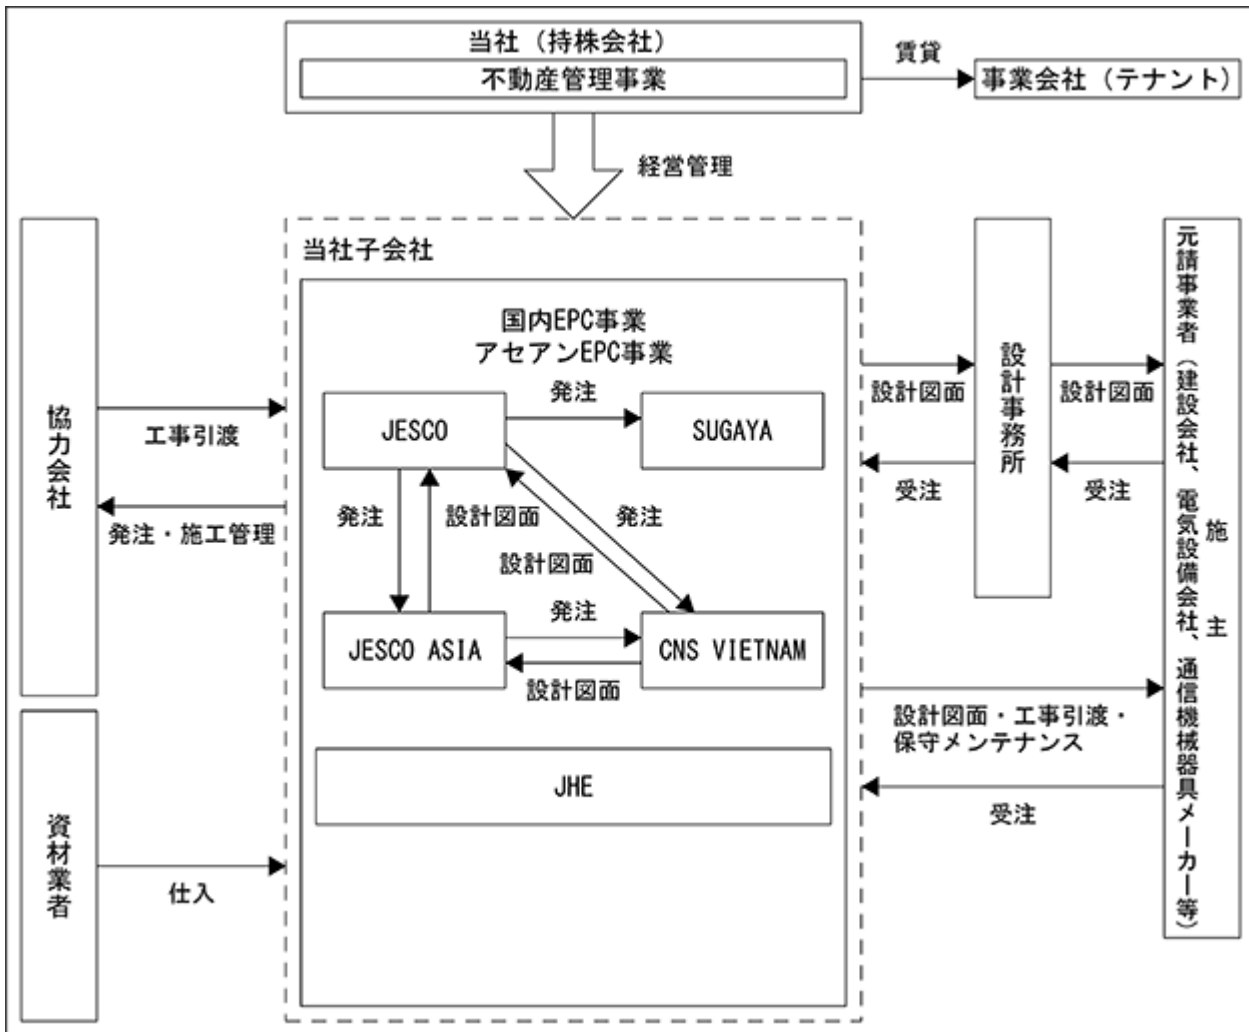 当社（持株会社）
不動産管理事業
賃貸
事業会社（テナント）
経営管理
当社子会社
国内EPC事業
アセアンEPC事業
協力会社
工事引渡
発注・施工管理
資材業者
仕入
JESCO
発注
SUGAYA
発注
設計図面
発注
設計図面
JESCO ASIA
発注
設計図面
CNS VIETNAM
JHE
設計図面
受注
設計事務所
設計図面
受注
設計図面・工事引渡・
保守メンテナンス
受注
施主
元請事業者（建設会社、電気設備会社、通信機械器具メーカー等）